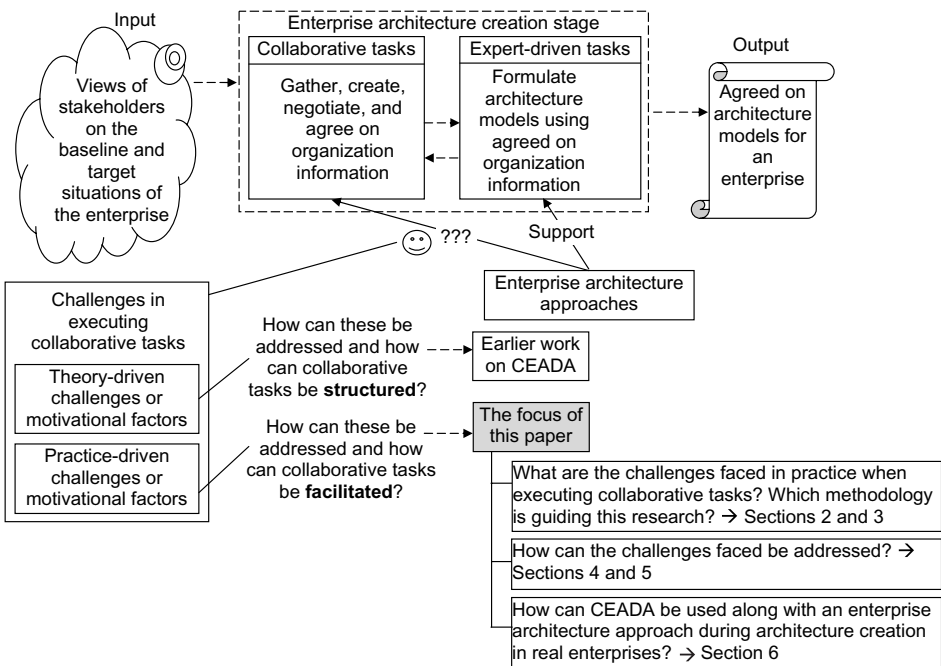 Input
Views of
stakeholders
on the
baseline and
target
situations of
the enterprise
Enterprise architecture creation stage
Collaborative tasks
Gather, create,
negotiate, and
agree on
organization
information
Expert-driven tasks
Formulate
architecture
models using
agreed on
organization
information
Output
Agreed on
architecture
models for
an
enterprise
???
Support
Enterprise architecture
approaches
Challenges in
executing
collaborative tasks
Theory-driven
challenges or
motivational factors
Practice-driven
challenges or
motivational factors
How can these be
addressed and how
can collaborative
tasks be structured?
Earlier work
on CEADA
How can these be
addressed and how
can collaborative tasks
be facilitated?
The focus of
this paper
What are the challenges faced in practice when
executing collaborative tasks? Which methodology
is guiding this research? → Sections 2 and 3
How can the challenges faced be addressed? →
Sections 4 and 5
How can CEADA be used along with an enterprise
architecture approach during architecture creation
in real enterprises? → Section 6